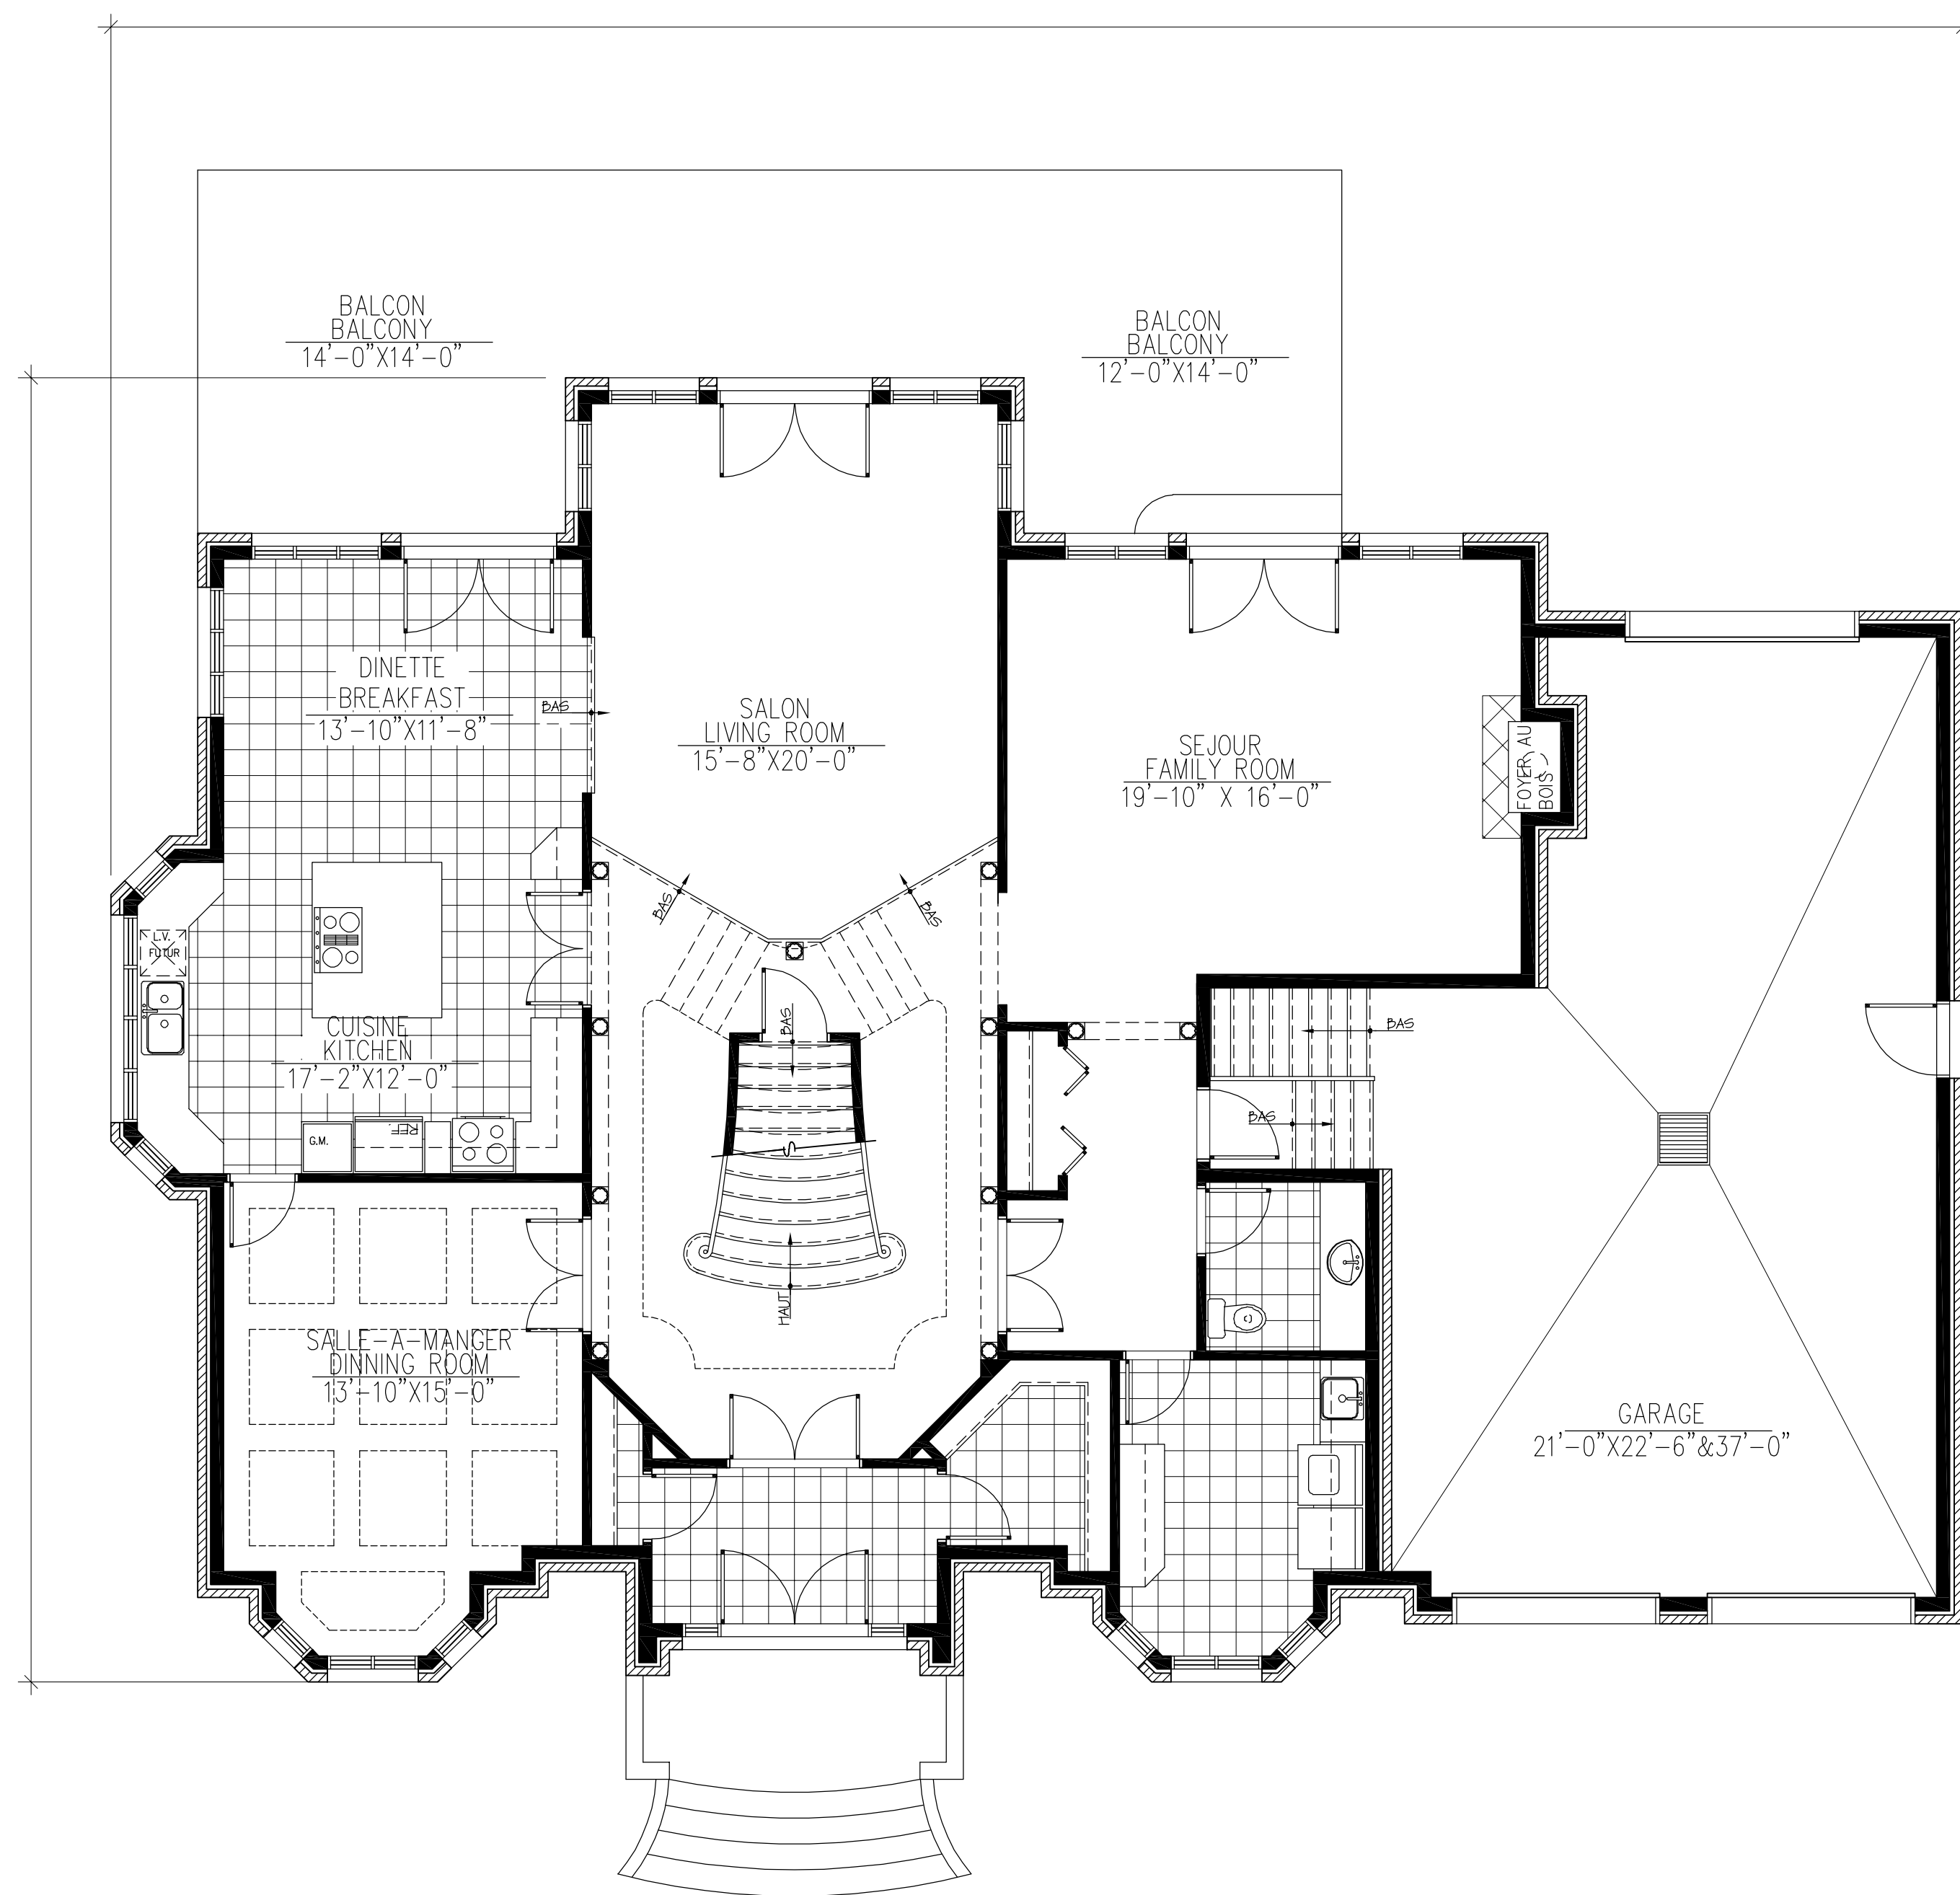 BALCON
BALCONY
14'-0"X14'-0"
BALCON
BALCONY
12'-0"X14'-0"
DINETTE
BREAKFAST
13'-10"X11'-8"
BAS
SALON
LIVING ROOM
15'-8"X20'-0"
SEJOUR
FAMILY ROOM
19'-10" X 16'-0"
FOYER AU
BOIS
BAS
BAS
L.V.
FUTUR
CUISINE
KITCHEN
17'-2"X12'-0"
BAS
BAS
BAS
G.M.
REF.
HAUT
SALLE-A-MANGER
DINNING ROOM
13'-10"X15'-0"
GARAGE
21'-0"X22'-6"&37'-0"